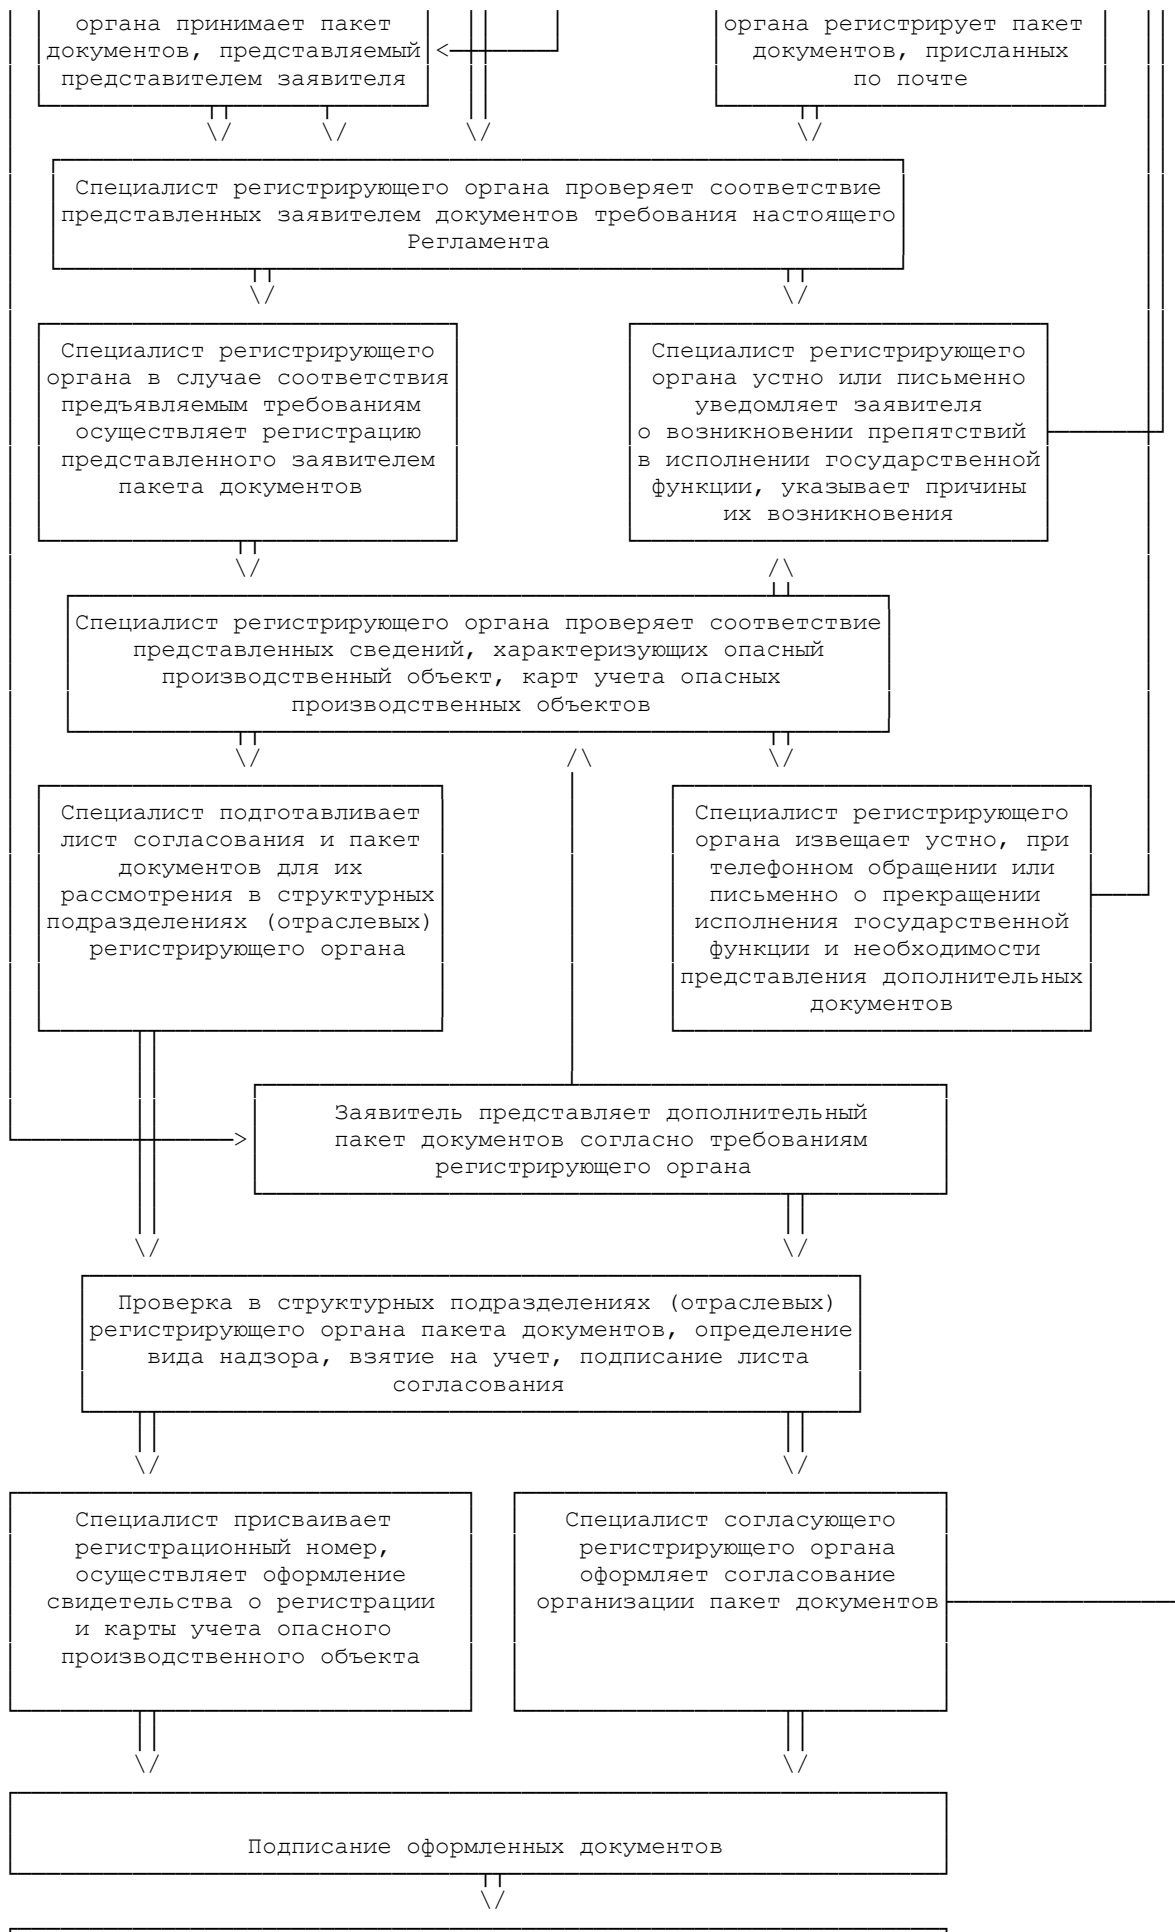 органа принимает пакет
документов, представляемый
представителем заявителя
органа регистрирует пакет
документов, присланных
по почте
Специалист регистрирующего органа проверяет соответствие
представленных заявителем документов требования настоящего
Регламента
Специалист регистрирующего
органа в случае соответствия
предъявляемым требованиям
осуществляет регистрацию
представленного заявителем
пакета документов
Специалист регистрирующего
органа устно или письменно
уведомляет заявителя
о возникновении препятствий
в исполнении государственной
функции, указывает причины
их возникновения
Специалист регистрирующего органа проверяет соответствие
представленных сведений, характеризующих опасный
производственный объект, карт учета опасных
производственных объектов
Специалист подготавливает
лист согласования и пакет
документов для их
рассмотрения в структурных
подразделениях (отраслевых)
регистрирующего органа
Специалист регистрирующего
органа извещает устно, при
телефонном обращении или
письменно о прекращении
исполнения государственной
функции и необходимости
представления дополнительных
документов
Заявитель представляет дополнительный
пакет документов согласно требованиям
регистрирующего органа
Проверка в структурных подразделениях (отраслевых)
регистрирующего органа пакета документов, определение
вида надзора, взятие на учет, подписание листа
согласования
Специалист присваивает
регистрационный номер,
осуществляет оформление
свидетельства о регистрации
и карты учета опасного
производственного объекта
Специалист согласующего
регистрирующего органа
оформляет согласование
организации пакет документов
Подписание оформленных документов